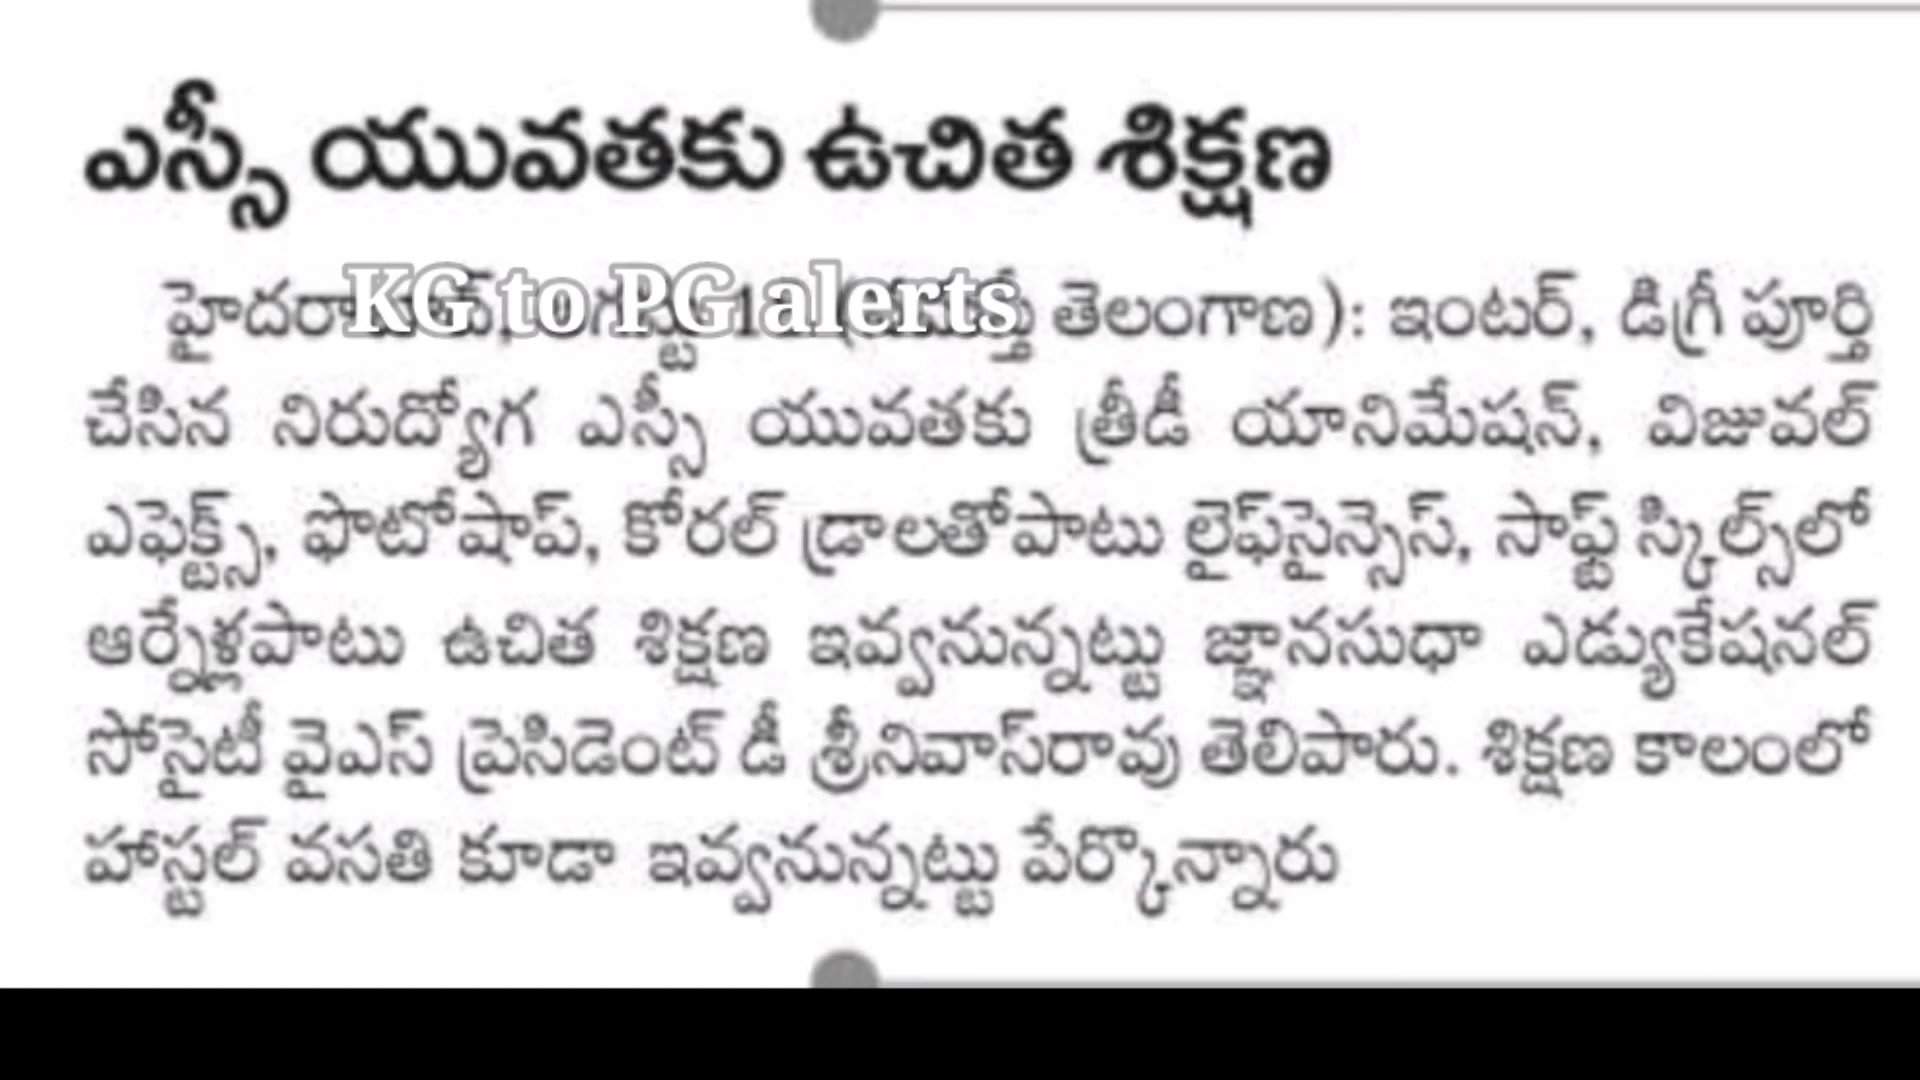 ఎస్సీ యువతకు ఉచిత శిక్షణ
KG to PG alerts
తెలంగాణ): ఇంటర్, డిగ్రీ పూర్తి
చేసిన నిరుద్యోగ ఎస్సీ యువతకు త్రీడీ యానిమేషన్, విజువల్
ఎఫెక్ట్స్, ఫొటోషాప్, కోరల్ డ్రాలతోపాటు లైఫ్‌సైన్సెస్, సాఫ్ట్ స్కిల్స్‌లో
ఆర్నేళ్లపాటు ఉచిత శిక్షణ ఇవ్వనున్నట్టు జ్ఞానసుధా ఎడ్యుకేషనల్
సోసైటీ వైఎస్ ప్రెసిడెంట్ డీ శ్రీనివాస్‌రావు తెలిపారు. శిక్షణ కాలంలో
హాస్టల్ వసతి కూడా ఇవ్వనున్నట్టు పేర్కొన్నారు